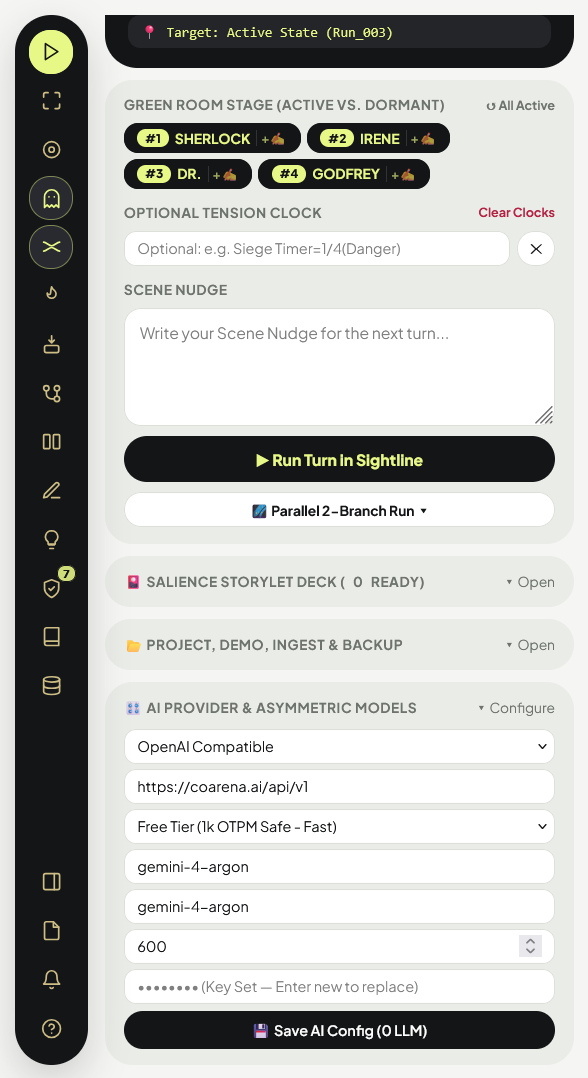 📍 Target: Active State (Run_003)
GREEN ROOM STAGE (ACTIVE VS. DORMANT)
↺ All Active
#1 SHERLOCK +✍
#2 IRENE +✍
#3 DR. +✍
#4 GODFREY +✍
OPTIONAL TENSION CLOCK
Clear Clocks
Optional: e.g. Siege Timer=1/4(Danger)
✕
SCENE NUDGE
Write your Scene Nudge for the next turn...
▶ Run Turn in Sightline
Parallel 2-Branch Run ▾
7
SALIENCE STORYLET DECK ( 0 READY)
▾ Open
PROJECT, DEMO, INGEST & BACKUP
▾ Open
AI PROVIDER & ASYMMETRIC MODELS
▾ Configure
OpenAI Compatible
https://coarena.ai/api/v1
Free Tier (1k OTPM Safe - Fast)
gemini-4-argon
gemini-4-argon
600
•••••••• (Key Set — Enter new to replace)
💾 Save AI Config (0 LLM)